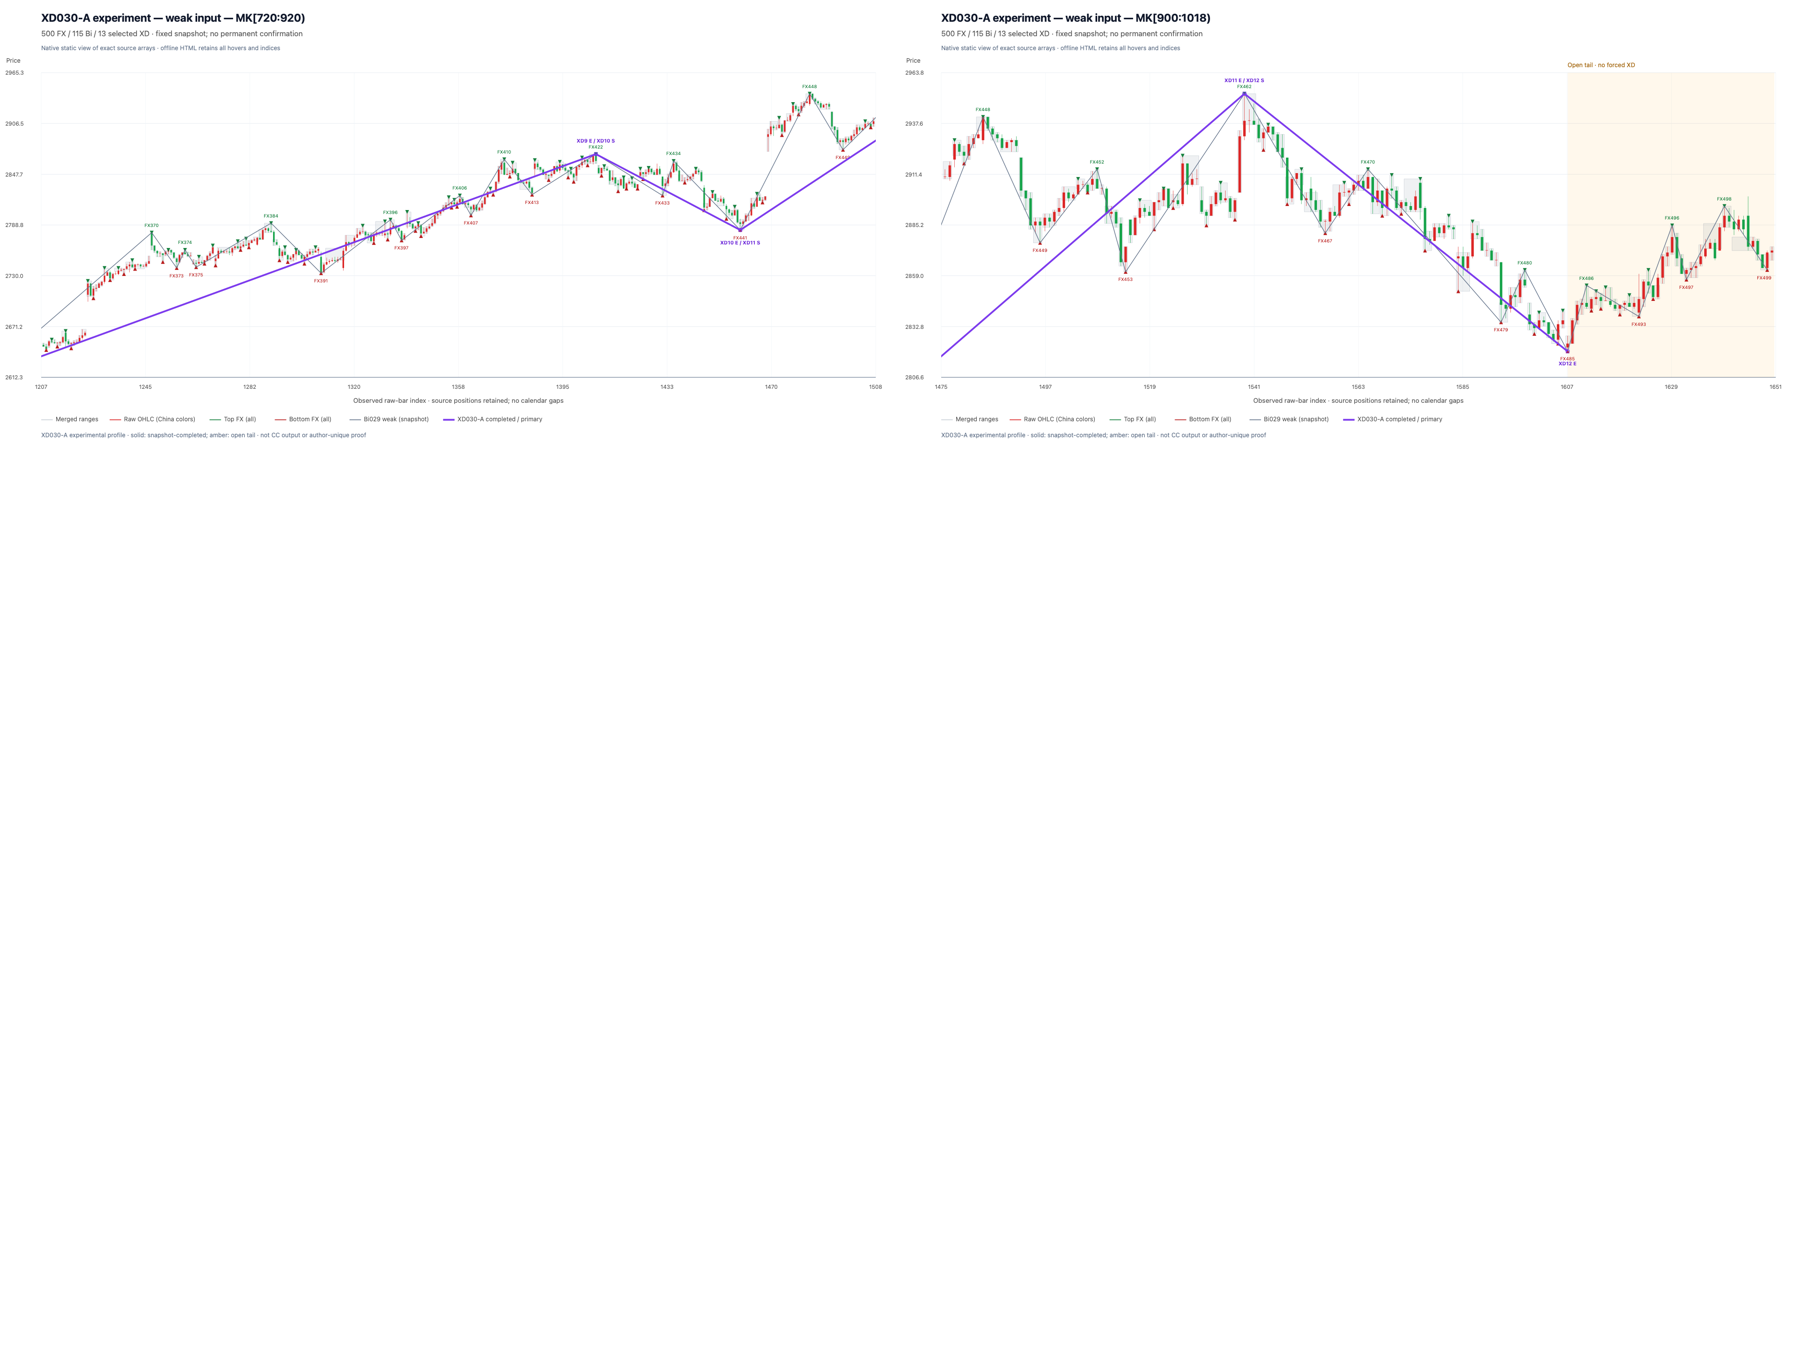 XD030-A experiment — weak input — MK[720:920)
500 FX / 115 Bi / 13 selected XD · fixed snapshot; no permanent confirmation
Native static view of exact source arrays · offline HTML retains all hovers and indices
Price
2965.3
2906.5
2847.7
2788.8
2730.0
2671.2
2612.3
FX370
FX373
FX374
FX375
FX384
FX391
FX397
FX408
FX407
FX410
FX413
XD9 E / XD10 S
FX422
FX434
FX433
FX441
XD10 E / XD11 S
FX448
1207
1245
1282
1320
1358
1395
1433
1470
1508
Observed raw-bar index · source positions retained; no calendar gaps
Merged ranges
Raw OHLC (China colors)
Top FX (all)
Bottom FX (all)
Bi029 weak (snapshot)
XD030-A completed / primary
XD030-A experimental profile · solid: snapshot-completed; amber: open tail · not CC output or author-unique proof
XD030-A experiment — weak input — MK[900:1018)
500 FX / 115 Bi / 13 selected XD · fixed snapshot; no permanent confirmation
Native static view of exact source arrays · offline HTML retains all hovers and indices
Price
Open tail · no forced XD
2963.8
2937.6
2911.4
2885.2
2859.0
2832.8
2806.6
FX448
FX449
FX452
FX453
XD11 E / XD12 S
FX462
FX467
FX470
FX479
FX480
FX485
XD12 E
FX486
FX493
FX496
FX497
FX498
FX499
1475
1497
1519
1541
1563
1585
1607
1629
1651
Observed raw-bar index · source positions retained; no calendar gaps
Merged ranges
Raw OHLC (China colors)
Top FX (all)
Bottom FX (all)
Bi029 weak (snapshot)
XD030-A completed / primary
XD030-A experimental profile · solid: snapshot-completed; amber: open tail · not CC output or author-unique proof